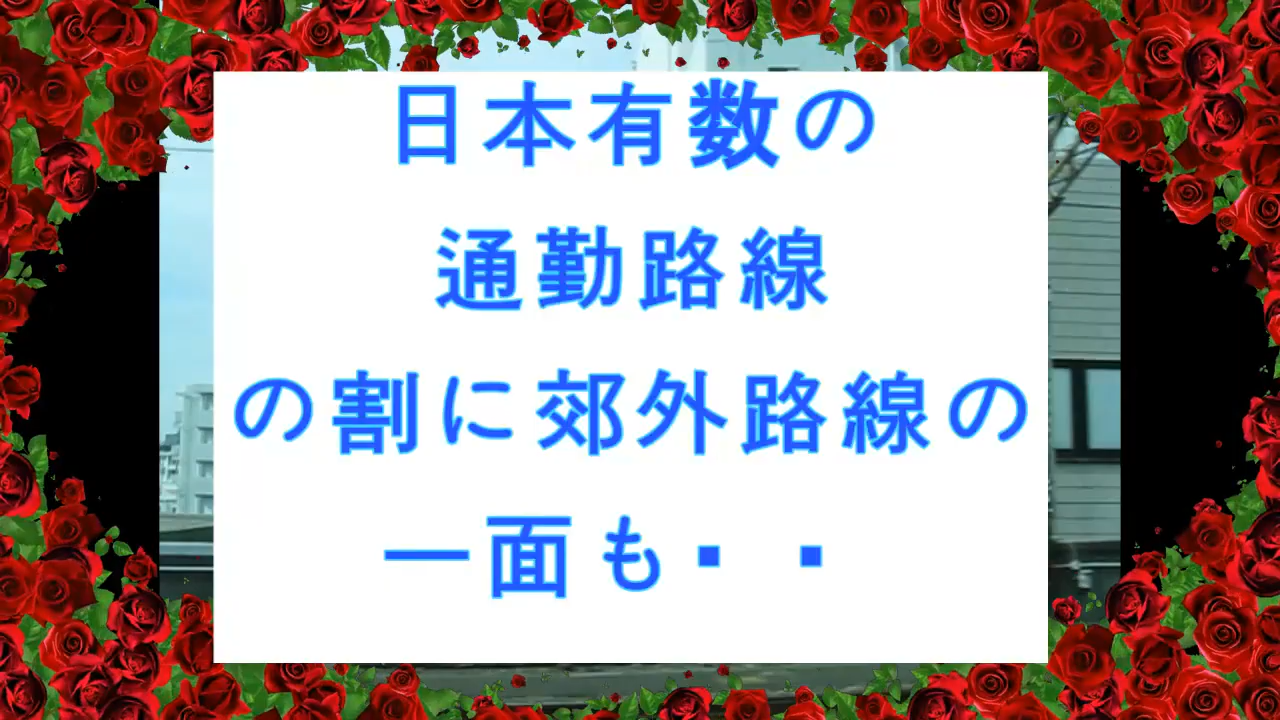 日本有数の
通勤路線
の割に郊外路線の
一面も・・